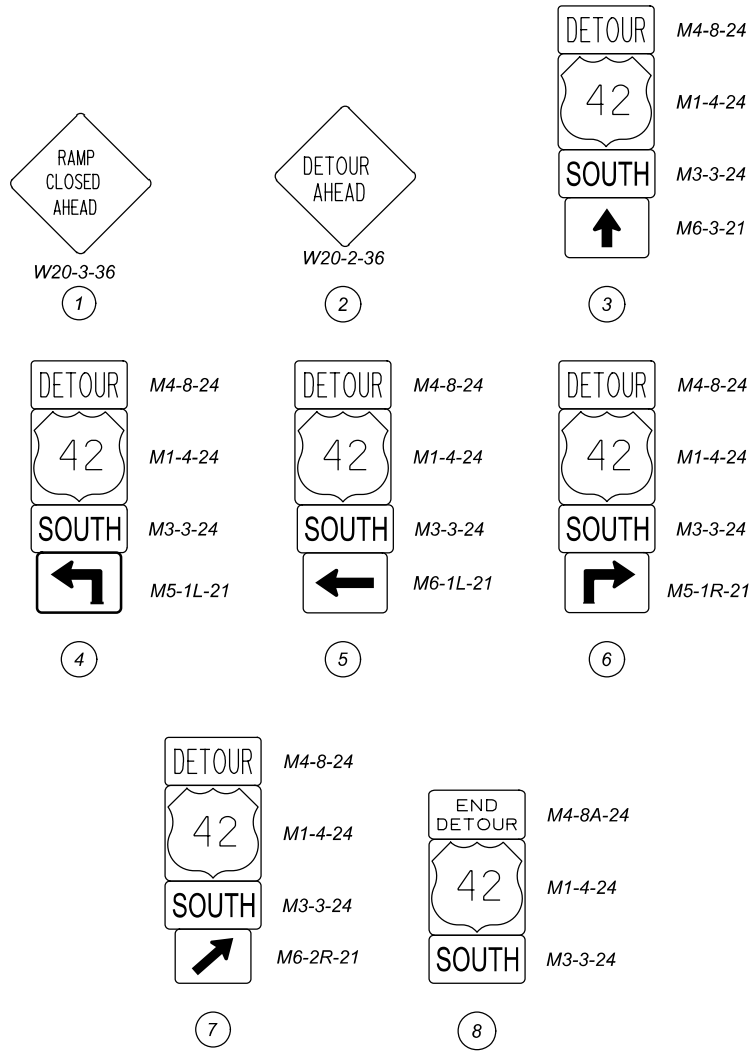 RAMP
CLOSED
AHEAD
W20-3-36
1
DETOUR
AHEAD
W20-2-36
2
DETOUR M4-8-24
42 M1-4-24
SOUTH M3-3-24
M6-3-21
3
DETOUR M4-8-24
42 M1-4-24
SOUTH M3-3-24
M5-1L-21
4
DETOUR M4-8-24
42 M1-4-24
SOUTH M3-3-24
M6-1L-21
5
DETOUR M4-8-24
42 M1-4-24
SOUTH M3-3-24
M5-1R-21
6
DETOUR M4-8-24
42 M1-4-24
SOUTH M3-3-24
M6-2R-21
7
END
DETOUR M4-8A-24
42 M1-4-24
SOUTH M3-3-24
8